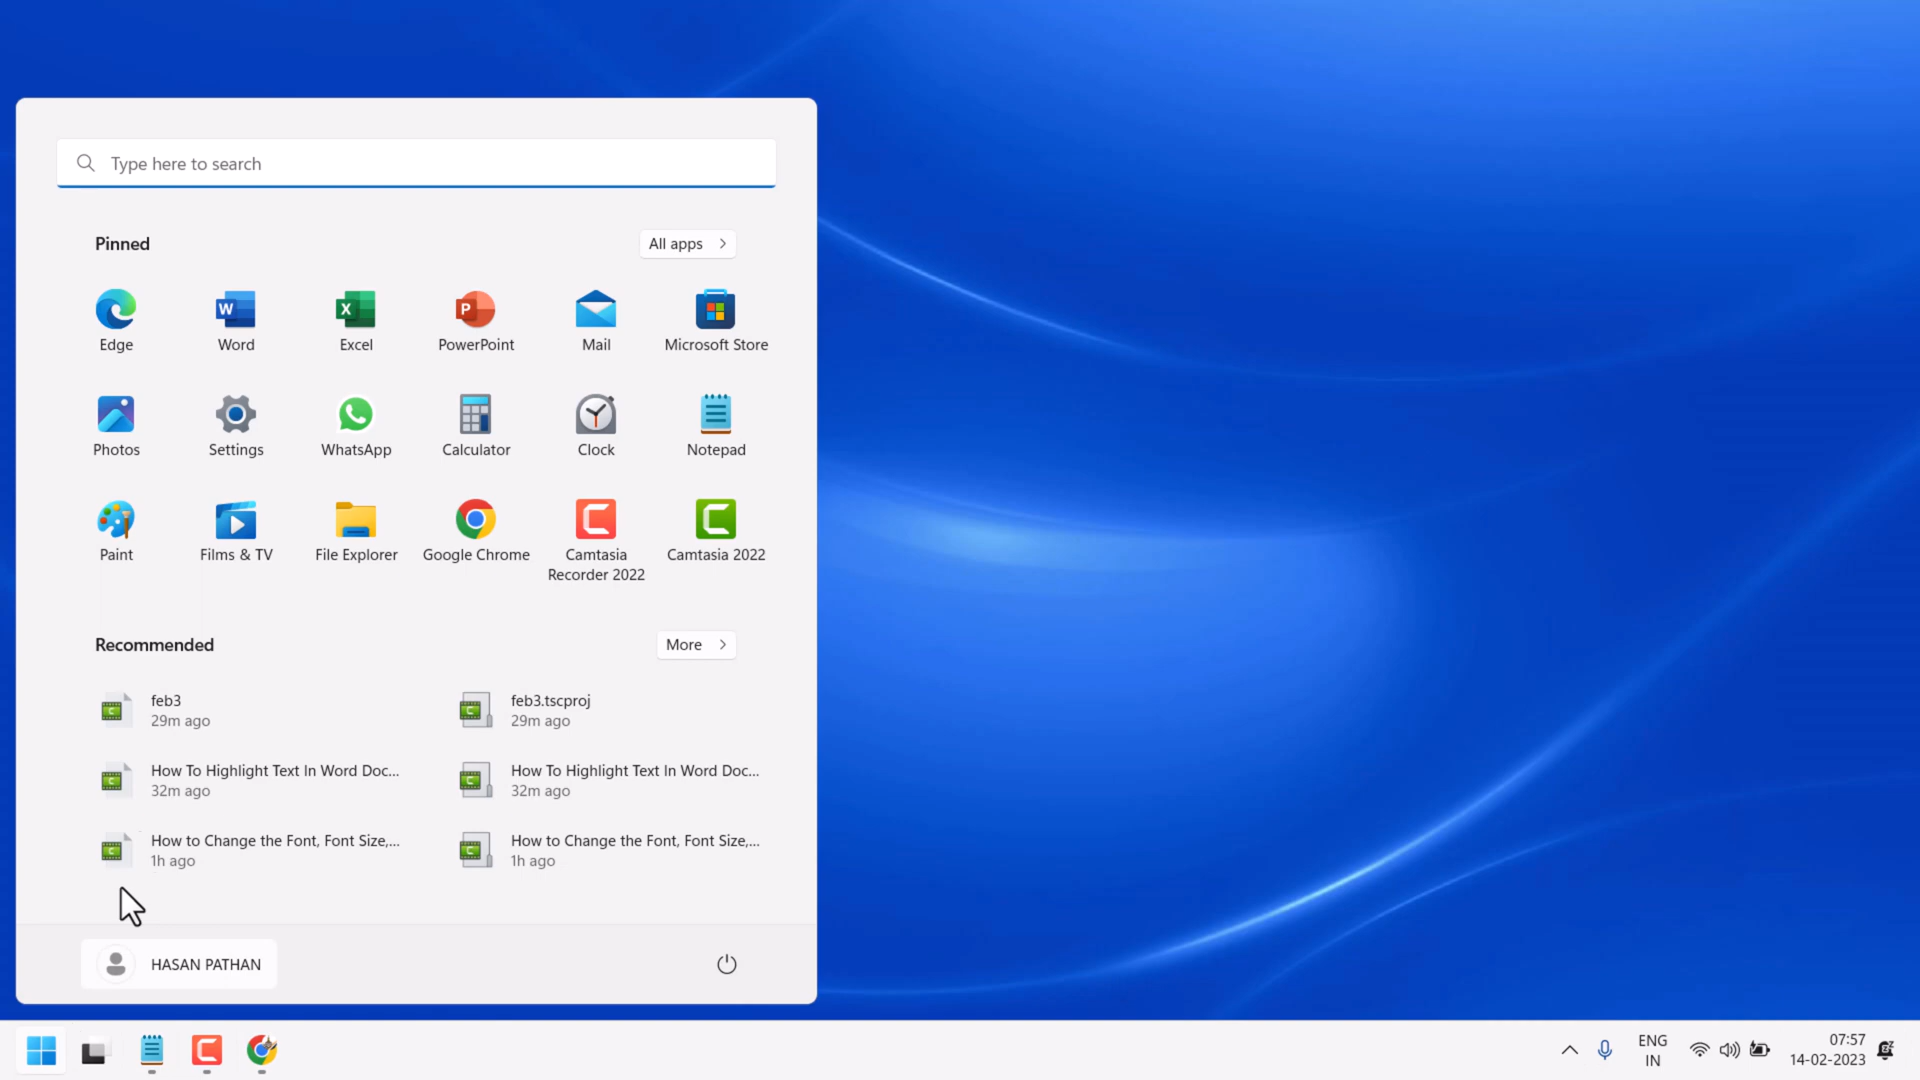 Type here to search
Pinned
All apps
Edge
Word
Excel
PowerPoint
Mail
Microsoft Store
Photos
Settings
WhatsApp
Calculator
Clock
Notepad
Paint
Films & TV
File Explorer
Google Chrome
Camtasia
Recorder 2022
Camtasia 2022
Recommended
More
feb3
29m ago
feb3.tscproj
29m ago
How To Highlight Text In Word Doc...
32m ago
How To Highlight Text In Word Doc...
32m ago
How to Change the Font, Font Size,...
1h ago
How to Change the Font, Font Size,...
1h ago
HASAN PATHAN
ENG
IN
07:57
14-02-2023